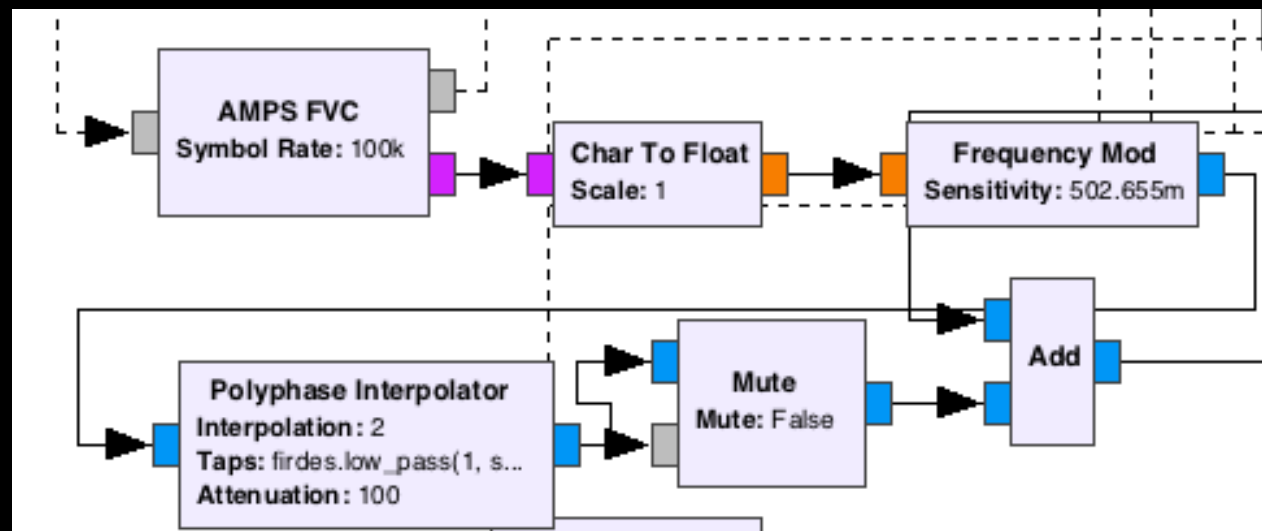 AMPS FVC
Symbol Rate: 100k
Char To Float
Scale: 1
Frequency Mod
Sensitivity: 502.655m
Polyphase Interpolator
Interpolation: 2
Taps: firdes.low_pass(1, s...
Attenuation: 100
Mute
Mute: False
Add